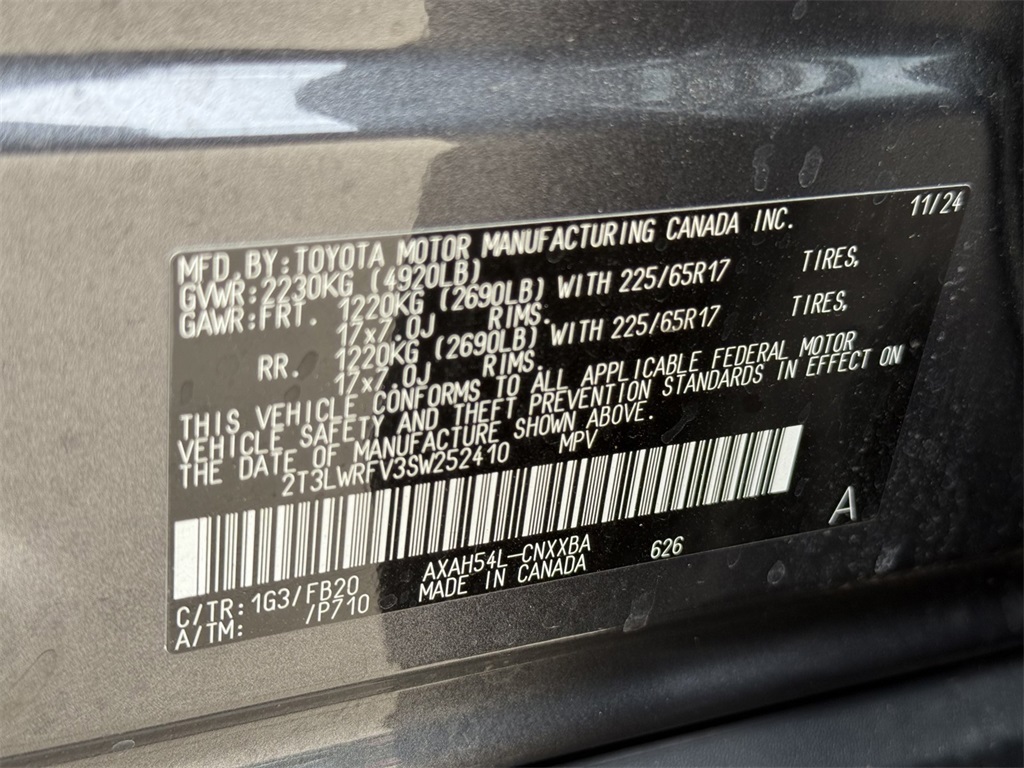 11/24
MFD.BY:TOYOTA MOTOR MANUFACTURING CANADA INC.
GVWR:2230KG (4920LB)
GAWR:FRT. 1220KG (2690LB) WITH 225/65R17 TIRES,
17x7.0J RIMS.
RR. 1220KG (2690LB) WITH 225/65R17 TIRES,
17x7.0J RIMS.
THIS VEHICLE CONFORMS TO ALL APPLICABLE FEDERAL MOTOR
VEHICLE SAFETY AND THEFT PREVENTION STANDARDS IN EFFECT ON
THE DATE OF MANUFACTURE SHOWN ABOVE.
2T3LWRFV3SW252410 MPV
A
AXAH54L-CNXXBA 626
MADE IN CANADA
C/TR:1G3/FB20
A/TM: /P710